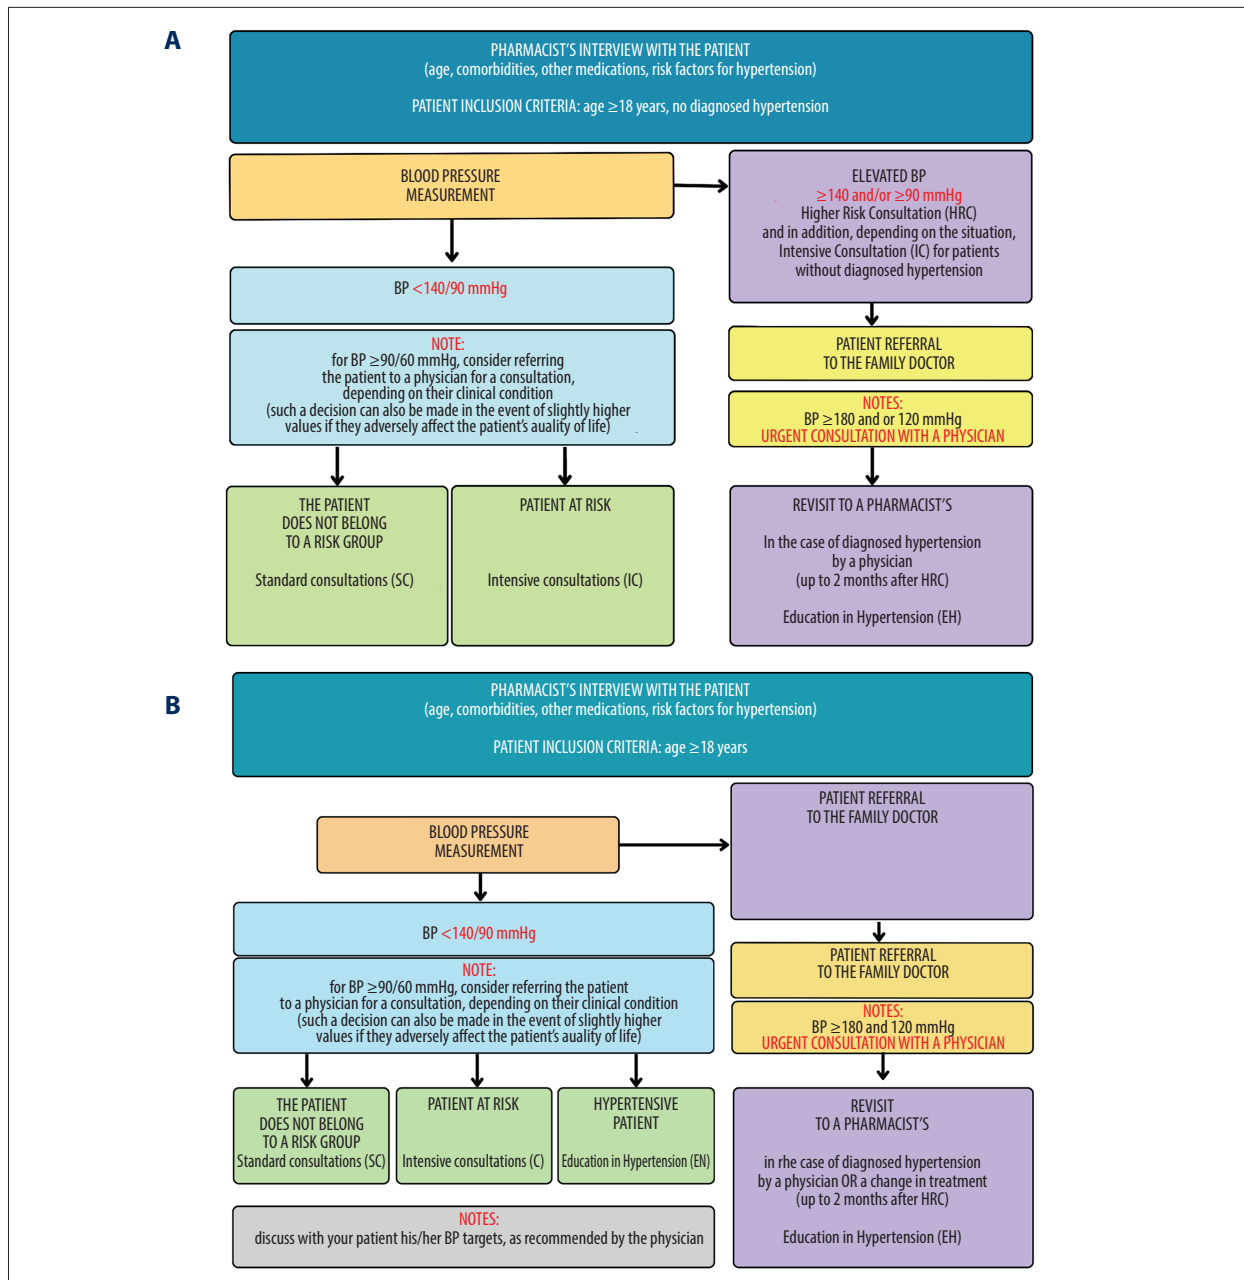 A
PHARMACIST'S INTERVIEW WITH THE PATIENT
(age, comorbidities, other medications, risk factors for hypertension)
PATIENT INCLUSION CRITERIA: age ≥18 years, no diagnosed hypertension
BLOOD PRESSURE
MEASUREMENT
ELEVATED BP
≥140 and/or ≥90 mmHg
Higher Risk Consultation (HRC)
and in addition, depending on the situation,
Intensive Consultation (IC) for patients
without diagnosed hypertension
BP <140/90 mmHg
NOTE:
for BP ≥90/60 mmHg, consider referring
the patient to a physician for a consultation,
depending on their clinical condition
(such a decision can also be made in the event of slightly higher
values if they adversely affect the patient's auality of life)
PATIENT REFERRAL
TO THE FAMILY DOCTOR
NOTES:
BP ≥180 and or 120 mmHg
URGENT CONSULTATION WITH A PHYSICIAN
THE PATIENT
DOES NOT BELONG
TO A RISK GROUP
Standard consultations (SC)
PATIENT AT RISK
Intensive consultations (IC)
REVISIT TO A PHARMACIST'S
In the case of diagnosed hypertension
by a physician
(up to 2 months after HRC)
Education in Hypertension (EH)
B
PHARMACIST'S INTERVIEW WITH THE PATIENT
(age, comorbidities, other medications, risk factors for hypertension)
PATIENT INCLUSION CRITERIA: age ≥18 years
BLOOD PRESSURE
MEASUREMENT
PATIENT REFERRAL
TO THE FAMILY DOCTOR
BP <140/90 mmHg
NOTE:
for BP ≥90/60 mmHg, consider referring the patient
to a physician for a consultation, depending on their clinical condition
(such a decision can also be made in the event of slightly higher
values if they adversely affect the patient's auality of life)
PATIENT REFERRAL
TO THE FAMILY DOCTOR
NOTES:
BP ≥180 and 120 mmHg
URGENT CONSULTATION WITH A PHYSICIAN
THE PATIENT
DOES NOT BELONG
TO A RISK GROUP
Standard consultations (SC)
PATIENT AT RISK
Intensive consultations (C)
HYPERTENSIVE
PATIENT
Education in Hypertension (EN)
REVISIT
TO A PHARMACIST'S
in rhe case of diagnosed hypertension
by a physician OR a change in treatment
(up to 2 months after HRC)
Education in Hypertension (EH)
NOTES:
discuss with your patient his/her BP targets, as recommended by the physician